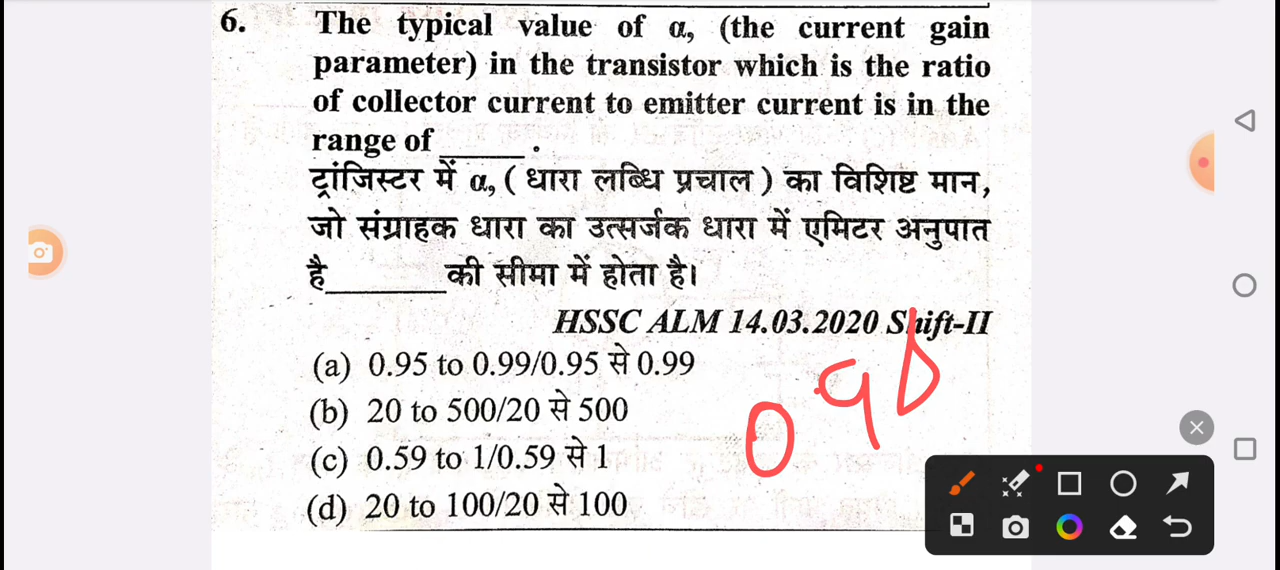 6. The typical value of α, (the current gain
parameter) in the transistor which is the ratio
of collector current to emitter current is in the
range of ______ .
ट्रांजिस्टर में α, ( धारा लब्धि प्रचाल ) का विशिष्ट मान,
जो संग्राहक धारा का उत्सर्जक धारा में एमिटर अनुपात
है________की सीमा में होता है।
HSSC ALM 14.03.2020 Shift-II
(a) 0.95 to 0.99/0.95 से 0.99
(b) 20 to 500/20 से 500
(c) 0.59 to 1/0.59 से 1
(d) 20 to 100/20 से 100
0.98